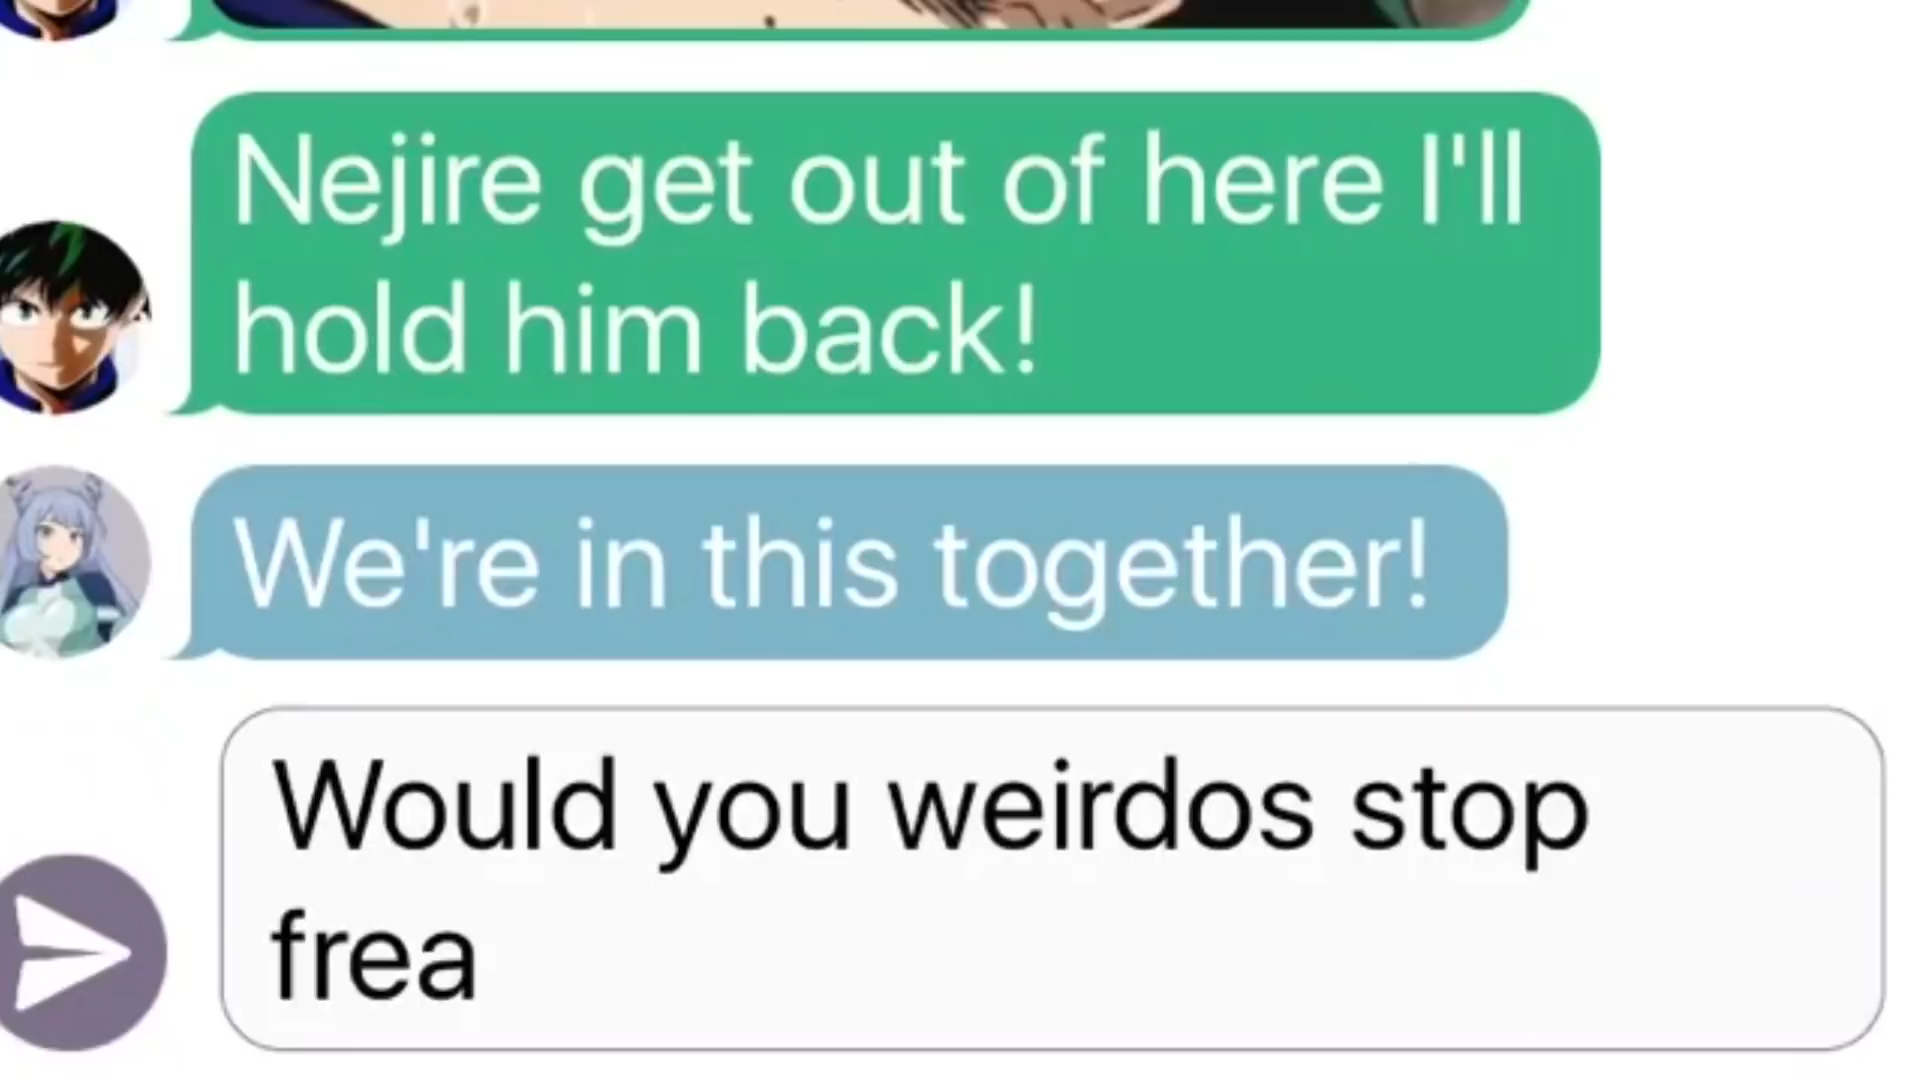 Nejire get out of here I'll
hold him back!
We're in this together!
Would you weirdos stop
frea